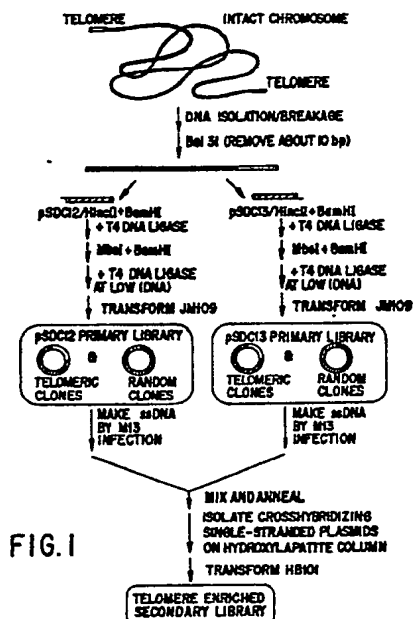 TELOMERE
INTACT CHROMOSOME
TELOMERE
DNA ISOLATION/BREAKAGE
Bal 31 (REMOVE ABOUT 10 bp)
pSDC12/HincII+BamHI
+ T4 DNA LIGASE
MboI + BamHI
+ T4 DNA LIGASE
AT LOW (DNA)
TRANSFORM JM109
pSDC12 PRIMARY LIBRARY
&
TELOMERIC
CLONES
RANDOM
CLONES
MAKE ssDNA
BY M13
INFECTION
pSDC13/HincII+BamHI
+ T4 DNA LIGASE
MboI + BamHI
+ T4 DNA LIGASE
AT LOW (DNA)
TRANSFORM JM109
pSDC13 PRIMARY LIBRARY
&
TELOMERIC
CLONES
RANDOM
CLONES
MAKE ssDNA
BY M13
INFECTION
MIX AND ANNEAL
ISOLATE CROSSHYBRIDIZING
SINGLE-STRANDED PLASMIDS
ON HYDROXLAPATITE COLUMN
TRANSFORM HB101
TELOMERE ENRICHED
SECONDARY LIBRARY
FIG. 1